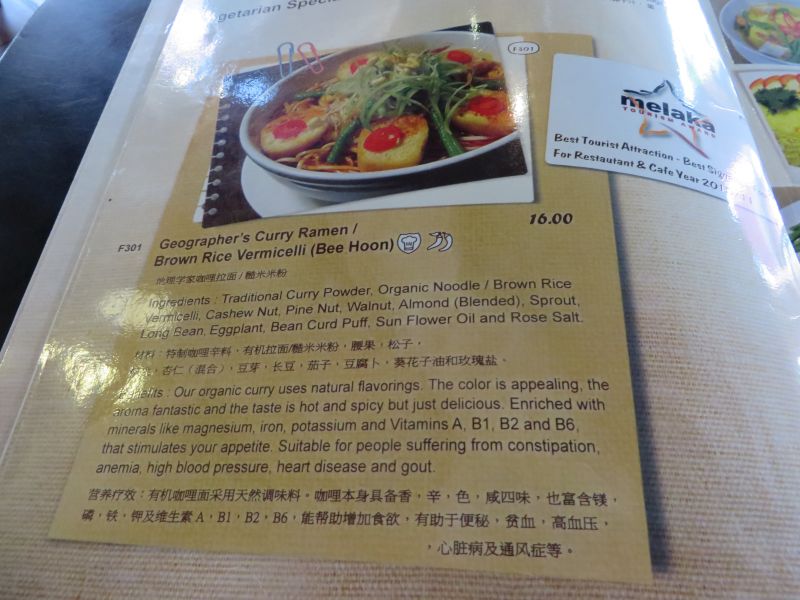 getarian Specia
F301
melaka
TOURISM AWARD
Best Tourist Attraction - Best
For Restaurant & Cafe Year
16.00
F301 Geographer's Curry Ramen /
Brown Rice Vermicelli (Bee Hoon)
地理学家咖哩拉面 / 糙米米粉
Ingredients : Traditional Curry Powder, Organic Noodle / Brown Rice
Vermicelli, Cashew Nut, Pine Nut, Walnut, Almond (Blended), Sprout,
Long Bean, Eggplant, Bean Curd Puff, Sun Flower Oil and Rose Salt.
材料：特制咖哩辛料，有机拉面/糙米米粉，腰果，松子，
杏仁（混合），豆芽，长豆，茄子，豆腐卜，葵花子油和玫瑰盐。
Benefits : Our organic curry uses natural flavorings. The color is appealing, the
aroma fantastic and the taste is hot and spicy but just delicious. Enriched with
minerals like magnesium, iron, potassium and Vitamins A, B1, B2 and B6,
that stimulates your appetite. Suitable for people suffering from constipation,
anemia, high blood pressure, heart disease and gout.
营养疗效：有机咖哩面采用天然调味料。咖哩本身具备香，辛，色，咸四味，也富含镁，
磷，铁，钾及维生素 A，B1，B2，B6，能帮助增加食欲，有助于便秘，贫血，高血压，
，心脏病及通风症等。